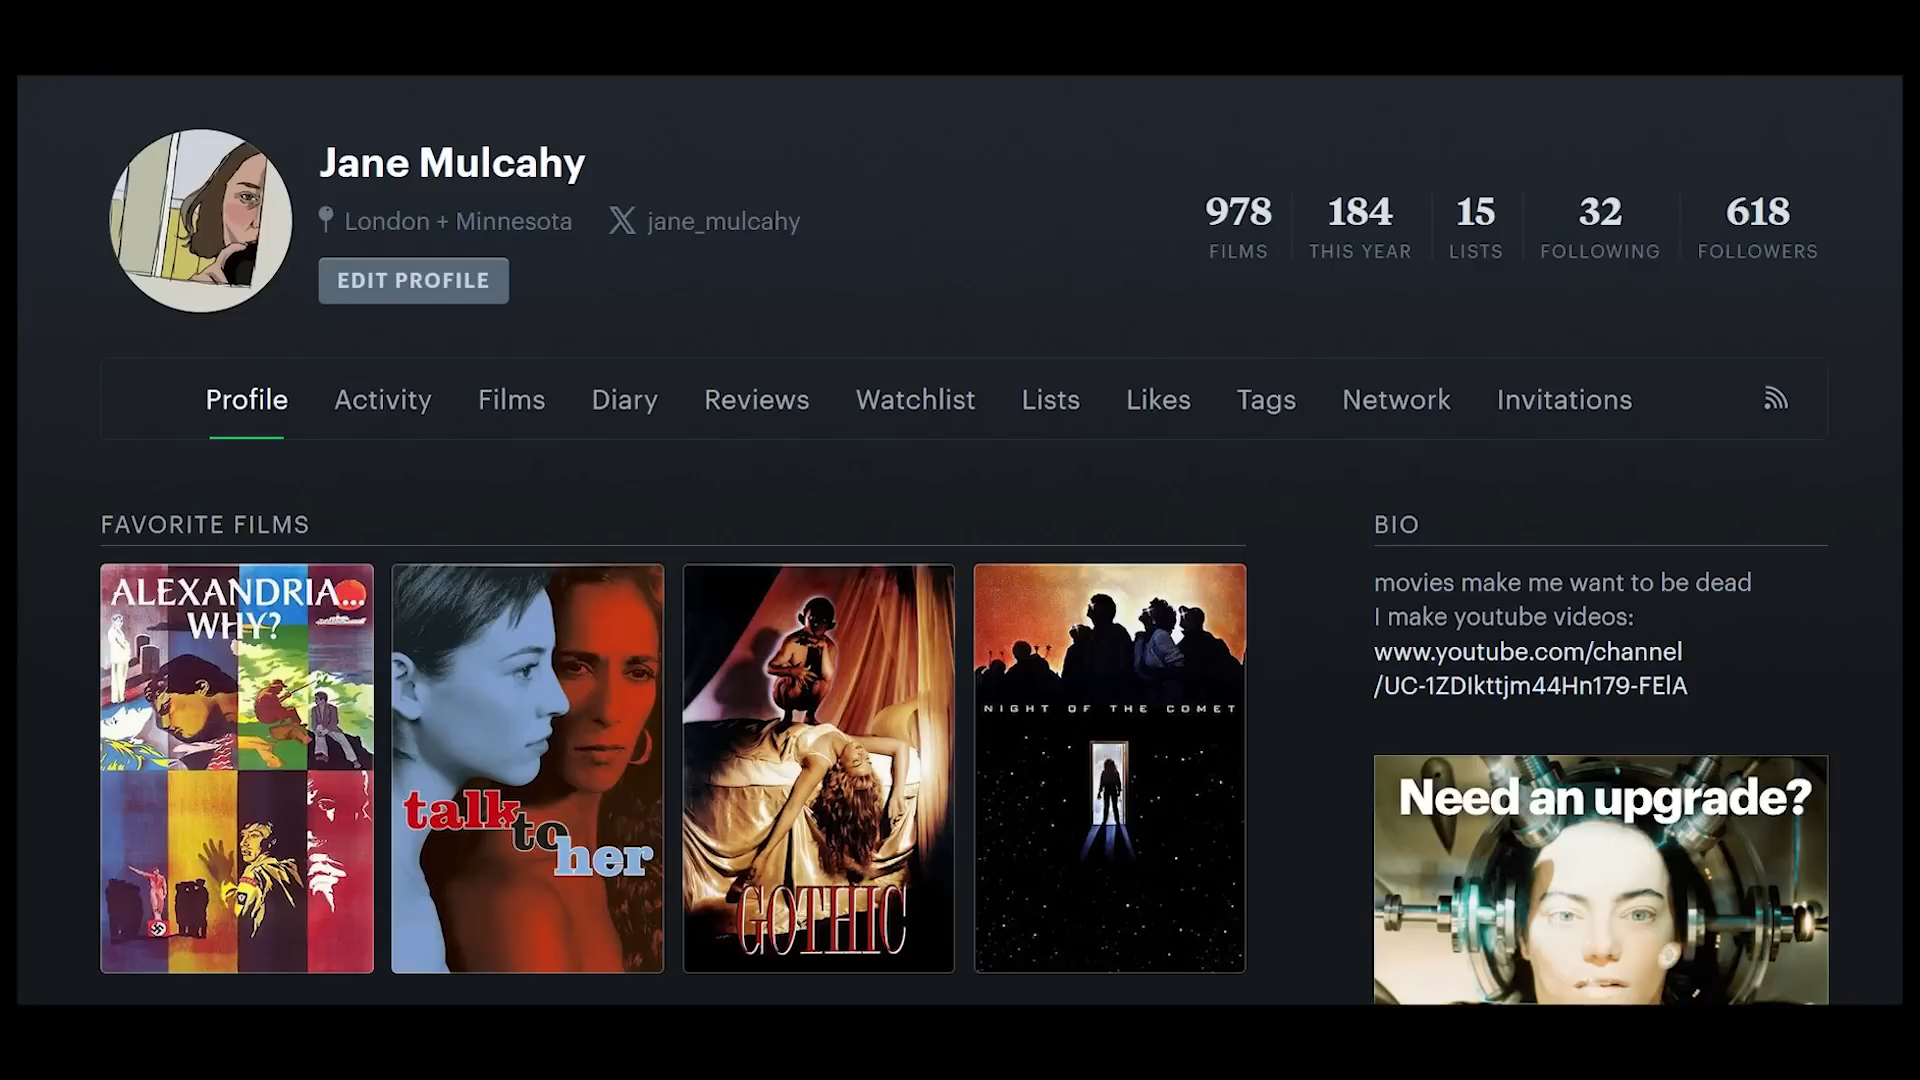 Jane Mulcahy
London + Minnesota
jane_mulcahy
EDIT PROFILE
978
FILMS
184
THIS YEAR
15
LISTS
32
FOLLOWING
618
FOLLOWERS
Profile
Activity
Films
Diary
Reviews
Watchlist
Lists
Likes
Tags
Network
Invitations
FAVORITE FILMS
ALEXANDRIA...
WHY?
talk
to
her
GOTHIC
NIGHT OF THE COMET
BIO
movies make me want to be dead
I make youtube videos:
www.youtube.com/channel
/UC-1ZDIkttjm44Hn179-FElA
Need an upgrade?